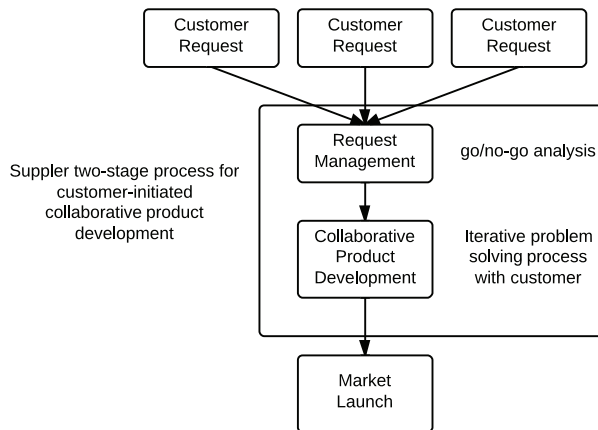 Customer
Request
Customer
Request
Customer
Request
Request
Management
go/no-go analysis
Suppler two-stage process for
customer-initiated
collaborative product
development
Collaborative
Product
Development
Iterative problem
solving process
with customer
Market
Launch